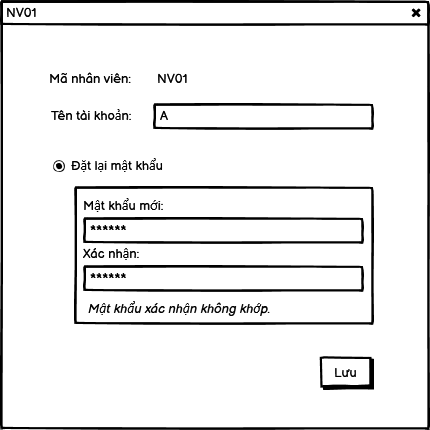 NV01
Mã nhân viên: NV01
Tên tài khoản: A
Đặt lại mật khẩu
Mật khẩu mới:
******
Xác nhận:
******
Mật khẩu xác nhận không khớp.
Lưu